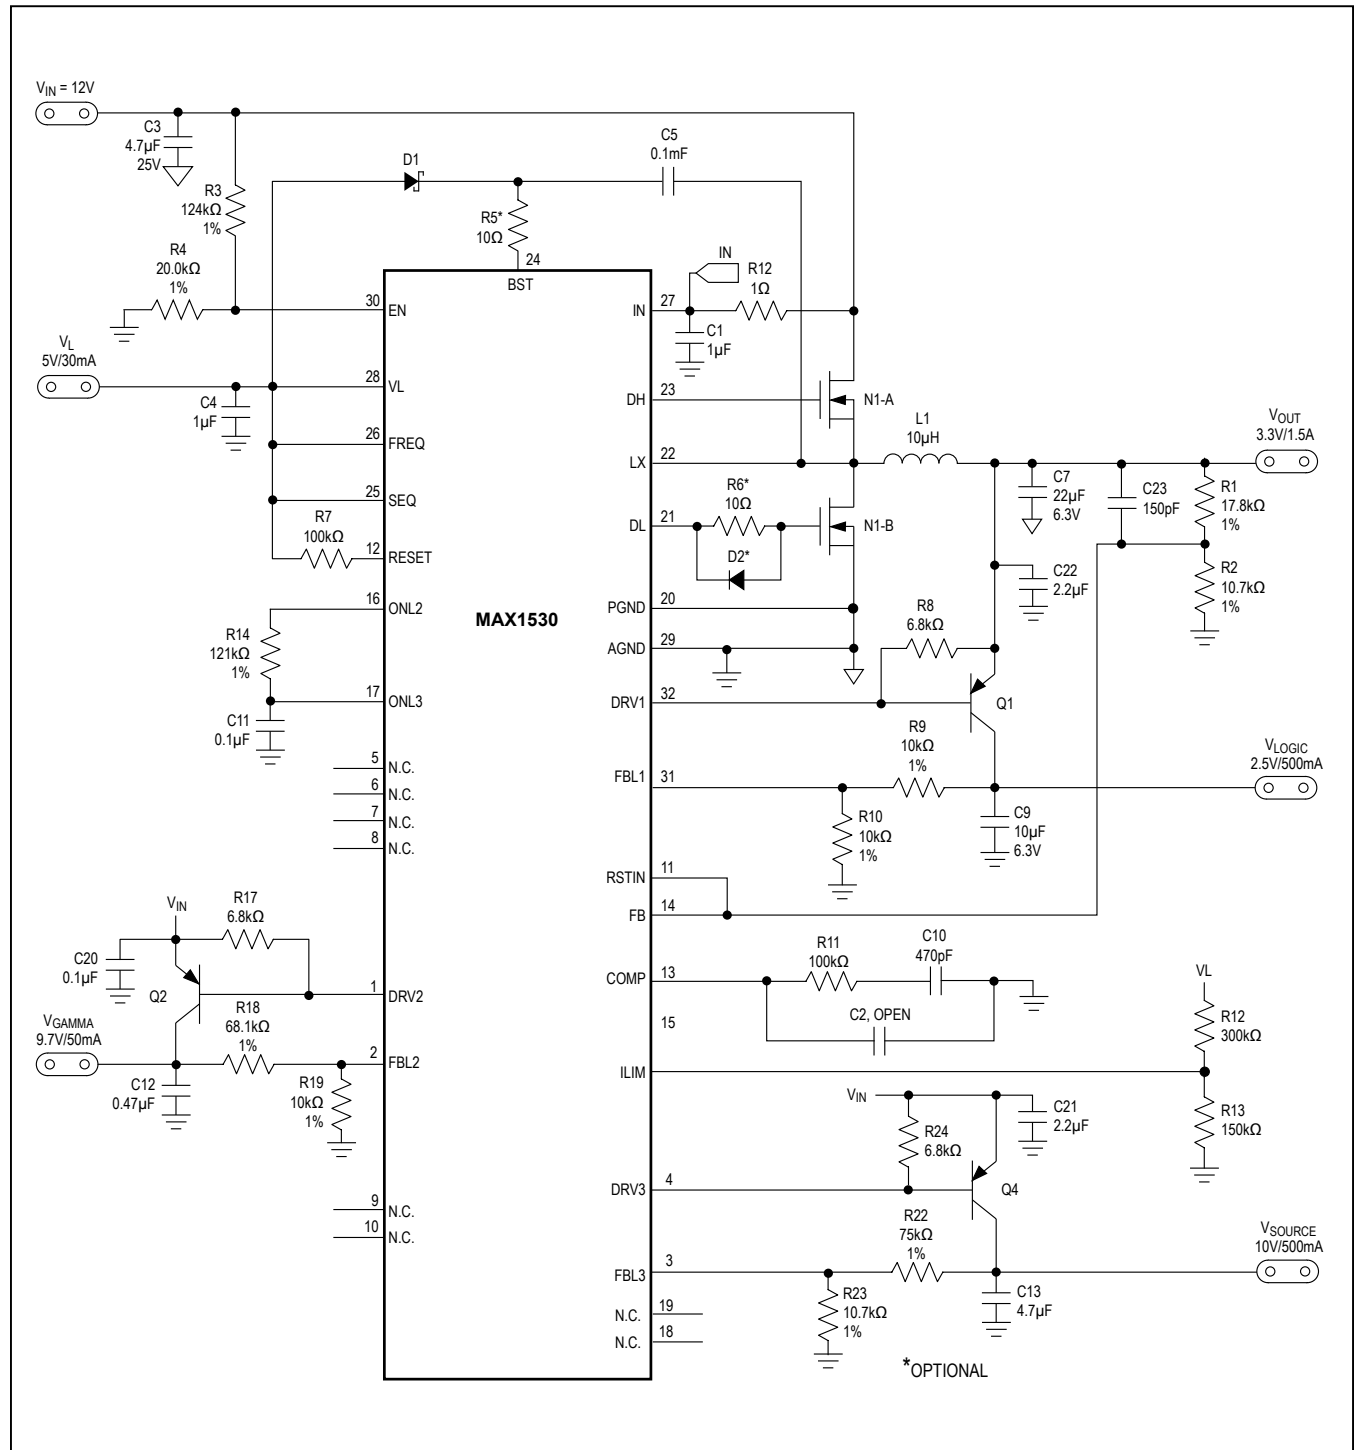 VIN = 12V
C3
4.7µF
25V
R3
124kΩ
1%
D1
C5
0.1mF
R5*
10Ω
24
BST
R4
20.0kΩ
1%
30
EN
IN
R12
1Ω
27
IN
C1
1µF
VL
5V/30mA
28
VL
C4
1µF
26
FREQ
25
SEQ
R7
100kΩ
12
RESET
23
DH
N1-A
L1
10µH
22
LX
VOUT
3.3V/1.5A
C7
22µF
6.3V
C23
150pF
R1
17.8kΩ
1%
R6*
10Ω
21
DL
N1-B
D2*
C22
2.2µF
R2
10.7kΩ
1%
16
ONL2
MAX1530
20
PGND
R8
6.8kΩ
29
AGND
R14
121kΩ
1%
17
ONL3
32
DRV1
Q1
C11
0.1µF
R9
10kΩ
1%
31
FBL1
VLOGIC
2.5V/500mA
5
N.C.
6
N.C.
7
N.C.
8
N.C.
R10
10kΩ
1%
C9
10µF
6.3V
11
RSTIN
14
FB
VIN
R17
6.8kΩ
C20
0.1µF
Q2
1
DRV2
R11
100kΩ
C10
470pF
13
COMP
C2, OPEN
15
ILIM
VL
R12
300kΩ
R13
150kΩ
VGAMMA
9.7V/50mA
R18
68.1kΩ
1%
2
FBL2
C12
0.47µF
R19
10kΩ
1%
VIN
R24
6.8kΩ
C21
2.2µF
4
DRV3
Q4
9
N.C.
10
N.C.
R22
75kΩ
1%
3
FBL3
VSOURCE
10V/500mA
R23
10.7kΩ
1%
C13
4.7µF
19
N.C.
18
N.C.
*OPTIONAL